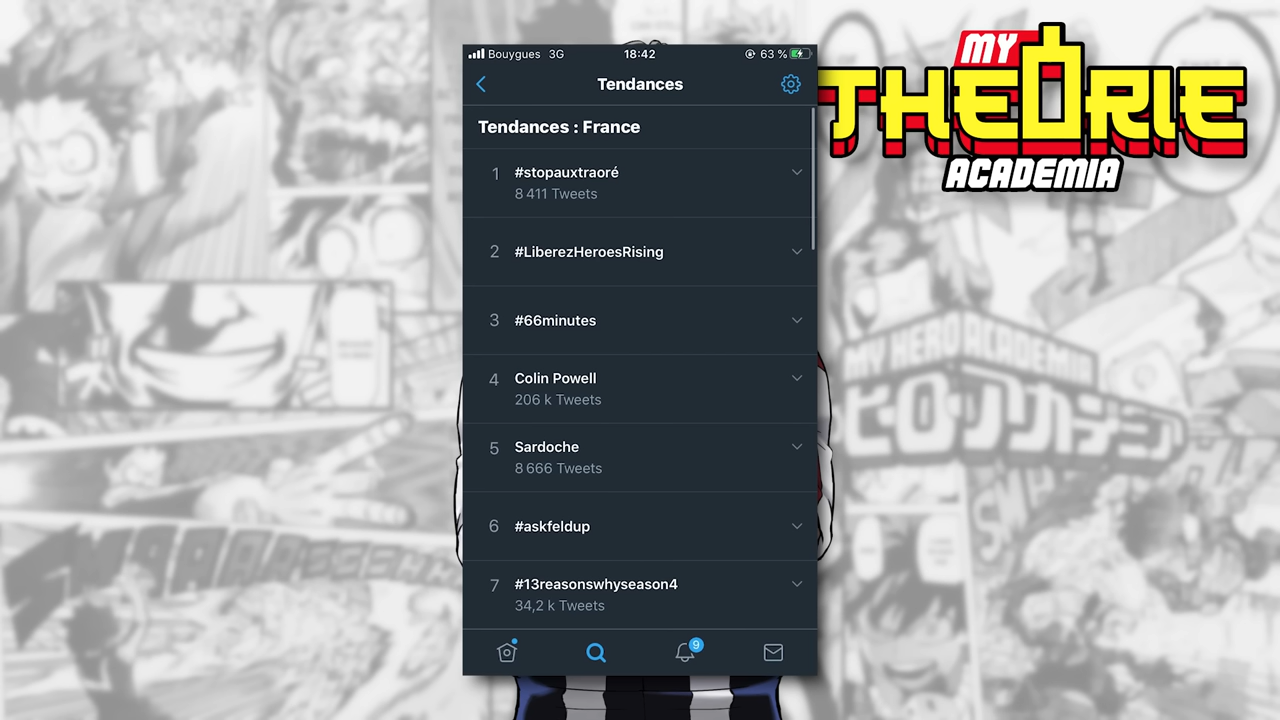 Bouygues 3G 18:42 63 %
Tendances
Tendances : France
1 #stopauxtraoré
8 411 Tweets
2 #LiberezHeroesRising
3 #66minutes
4 Colin Powell
206 k Tweets
5 Sardoche
8 666 Tweets
6 #askfeldup
7 #13reasonswhyseason4
34,2 k Tweets
9
MY
THEORIE
ACADEMIA
MY HERO ACADEMIA